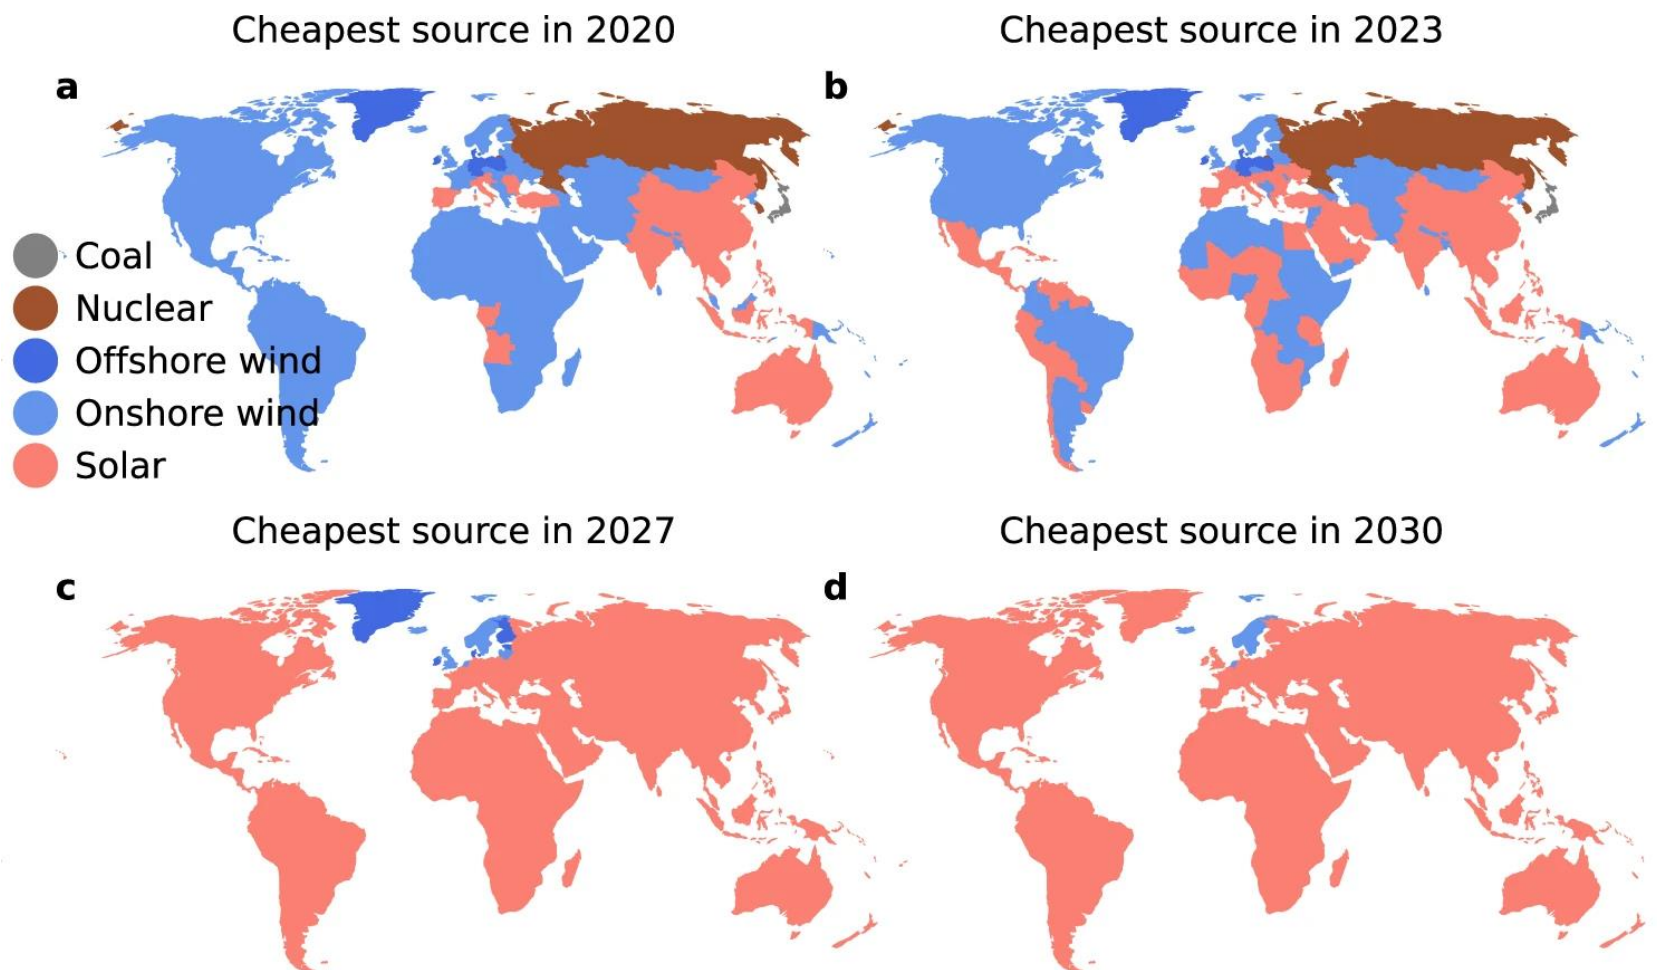 Cheapest source in 2020
Cheapest source in 2023
a
b
Coal
Nuclear
Offshore wind
Onshore wind
Solar
Cheapest source in 2027
Cheapest source in 2030
c
d